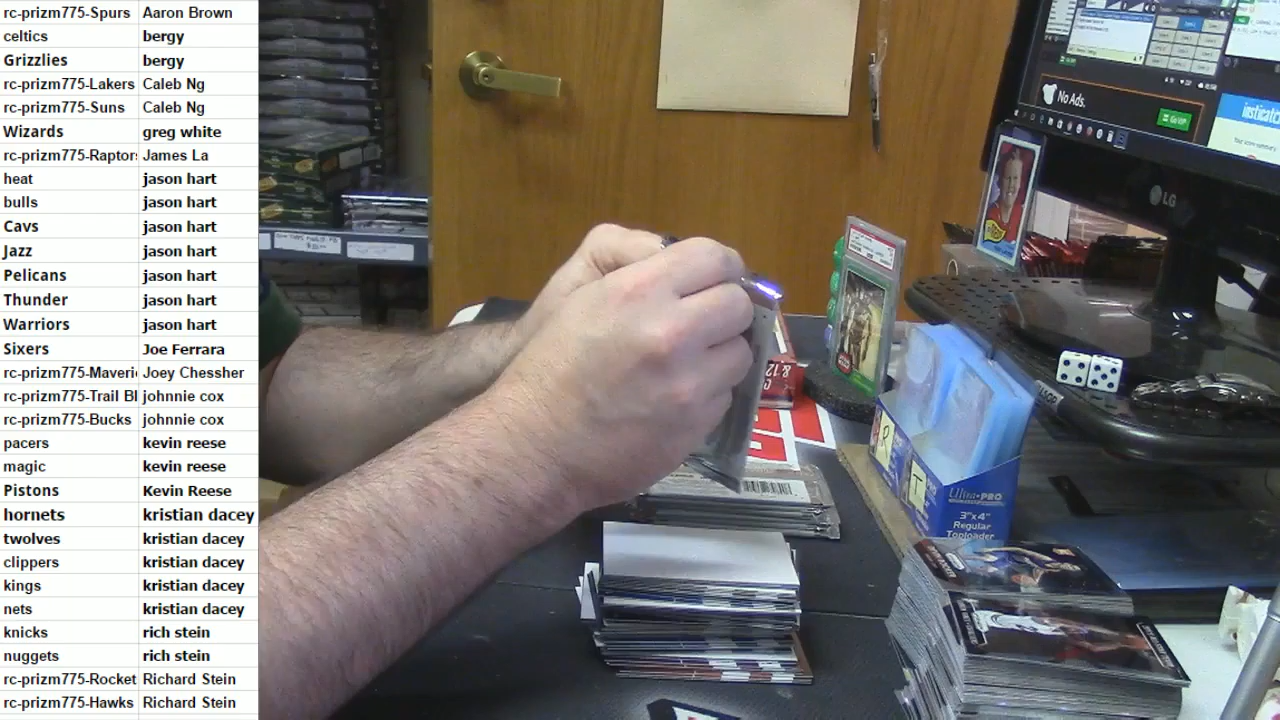 rc-prizm775-Spurs Aaron Brown
celtics bergy
Grizzlies bergy
rc-prizm775-Lakers Caleb Ng
rc-prizm775-Suns Caleb Ng
Wizards greg white
rc-prizm775-Raptors James La
heat jason hart
bulls jason hart
Cavs jason hart
Jazz jason hart
Pelicans jason hart
Thunder jason hart
Warriors jason hart
Sixers Joe Ferrara
rc-prizm775-Maveri Joey Chessher
rc-prizm775-Trail Bl johnnie cox
rc-prizm775-Bucks johnnie cox
pacers kevin reese
magic kevin reese
Pistons Kevin Reese
hornets kristian dacey
twolves kristian dacey
clippers kristian dacey
kings kristian dacey
nets kristian dacey
knicks rich stein
nuggets rich stein
rc-prizm775-Rocket Richard Stein
rc-prizm775-Hawks Richard Stein
No Ads.
Go VIP
insticat
LG
8.12
R
T
Ultra-PRO
3"x4"
Regular
Toploader